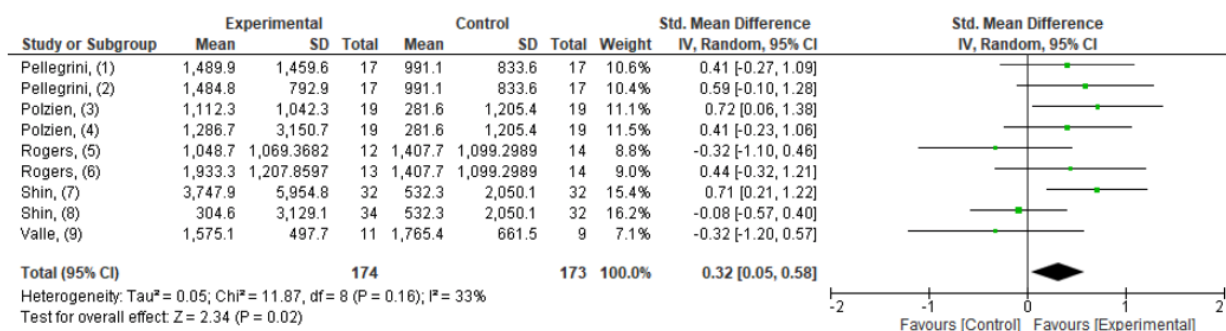 Experimental Control Std. Mean Difference Std. Mean Difference
Study or Subgroup Mean SD Total Mean SD Total Weight IV, Random, 95% CI IV, Random, 95% CI
Pellegrini, (1) 1,489.9 1,459.6 17 991.1 833.6 17 10.6% 0.41 [-0.27, 1.09]
Pellegrini, (2) 1,484.8 792.9 17 991.1 833.6 17 10.4% 0.59 [-0.10, 1.28]
Polzien, (3) 1,112.3 1,042.3 19 281.6 1,205.4 19 11.1% 0.72 [0.06, 1.38]
Polzien, (4) 1,286.7 3,150.7 19 281.6 1,205.4 19 11.5% 0.41 [-0.23, 1.06]
Rogers, (5) 1,048.7 1,069.3682 12 1,407.7 1,099.2989 14 8.8% -0.32 [-1.10, 0.46]
Rogers, (6) 1,933.3 1,207.8597 13 1,407.7 1,099.2989 14 9.0% 0.44 [-0.32, 1.21]
Shin, (7) 3,747.9 5,954.8 32 532.3 2,050.1 32 15.4% 0.71 [0.21, 1.22]
Shin, (8) 304.6 3,129.1 34 532.3 2,050.1 32 16.2% -0.08 [-0.57, 0.40]
Valle, (9) 1,575.1 497.7 11 1,765.4 661.5 9 7.1% -0.32 [-1.20, 0.57]
Total (95% CI) 174 173 100.0% 0.32 [0.05, 0.58]
Heterogeneity: Tau² = 0.05; Chi² = 11.87, df = 8 (P = 0.16); I² = 33%
Test for overall effect: Z = 2.34 (P = 0.02)
-2 -1 0 1 2
Favours [Control] Favours [Experimental]